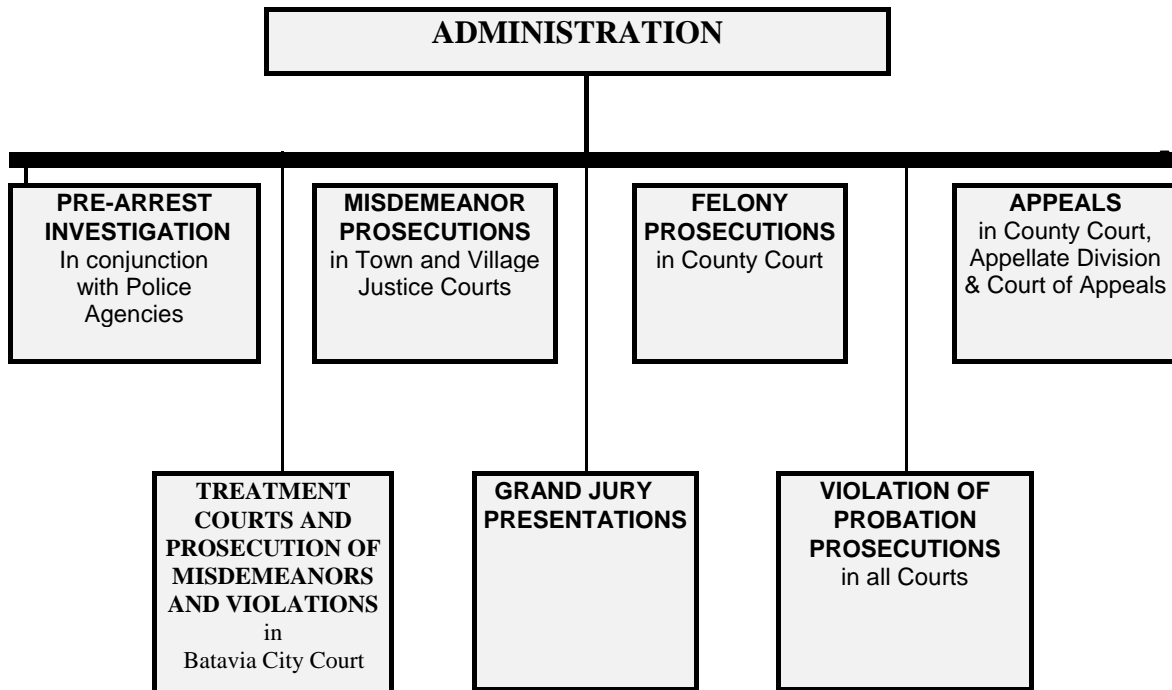 ADMINISTRATION
PRE-ARREST
INVESTIGATION
In conjunction
with Police
Agencies
MISDEMEANOR
PROSECUTIONS
in Town and Village
Justice Courts
FELONY
PROSECUTIONS
in County Court
APPEALS
in County Court,
Appellate Division
& Court of Appeals
TREATMENT
COURTS AND
PROSECUTION OF
MISDEMEANORS
AND VIOLATIONS
in
Batavia City Court
GRAND JURY
PRESENTATIONS
VIOLATION OF
PROBATION
PROSECUTIONS
in all Courts